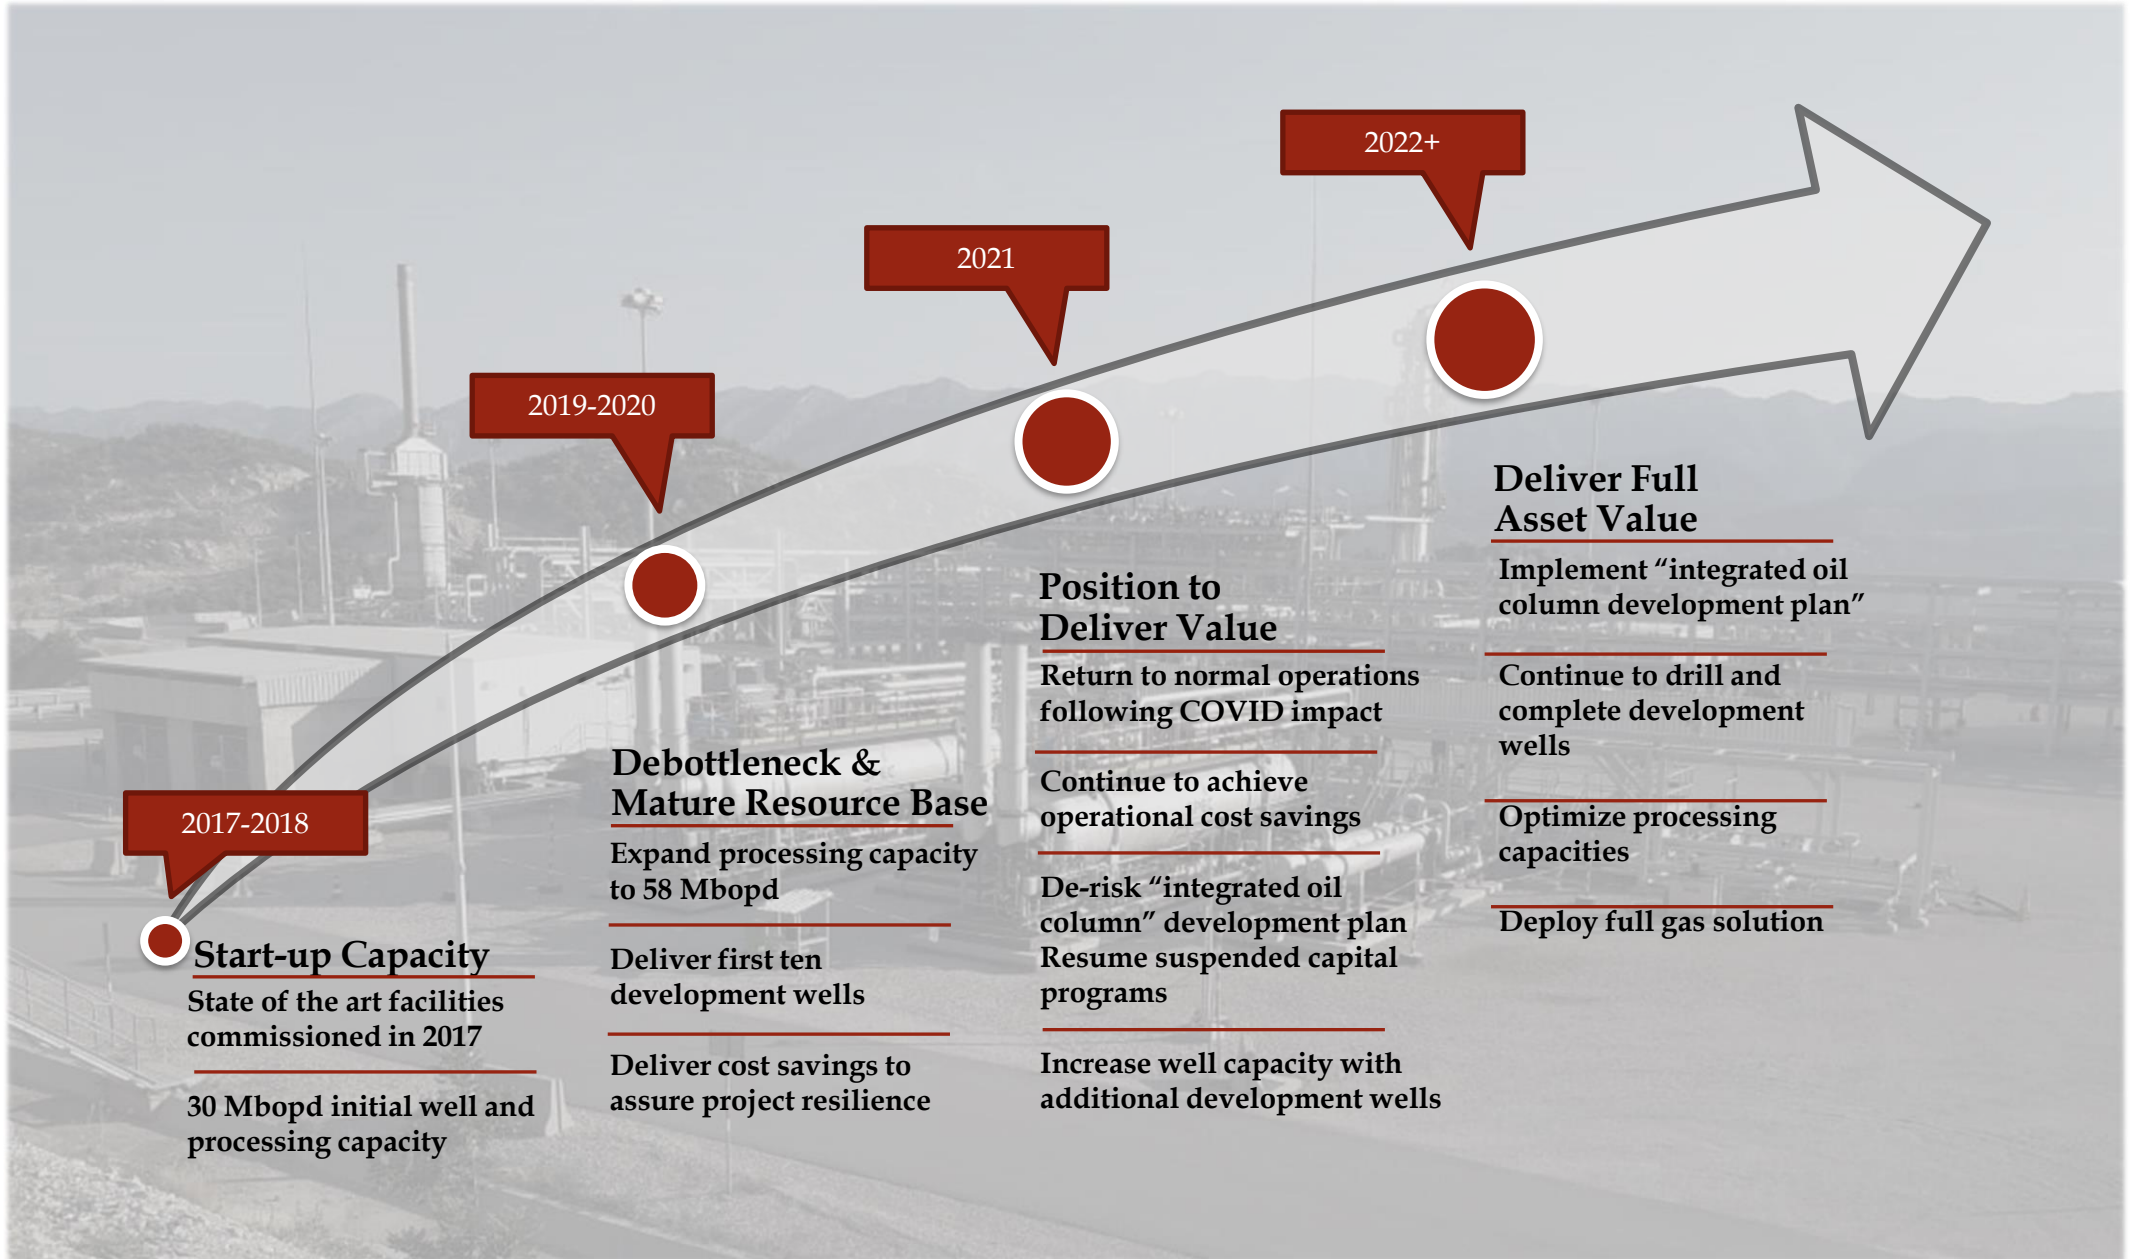 2017-2018
Start-up Capacity
State of the art facilities
commissioned in 2017
30 Mbopd initial well and
processing capacity
2019-2020
Debottleneck &
Mature Resource Base
Expand processing capacity
to 58 Mbopd
Deliver first ten
development wells
Deliver cost savings to
assure project resilience
2021
Position to
Deliver Value
Return to normal operations
following COVID impact
Continue to achieve
operational cost savings
De-risk “integrated oil
column” development plan
Resume suspended capital
programs
Increase well capacity with
additional development wells
2022+
Deliver Full
Asset Value
Implement “integrated oil
column development plan”
Continue to drill and
complete development
wells
Optimize processing
capacities
Deploy full gas solution